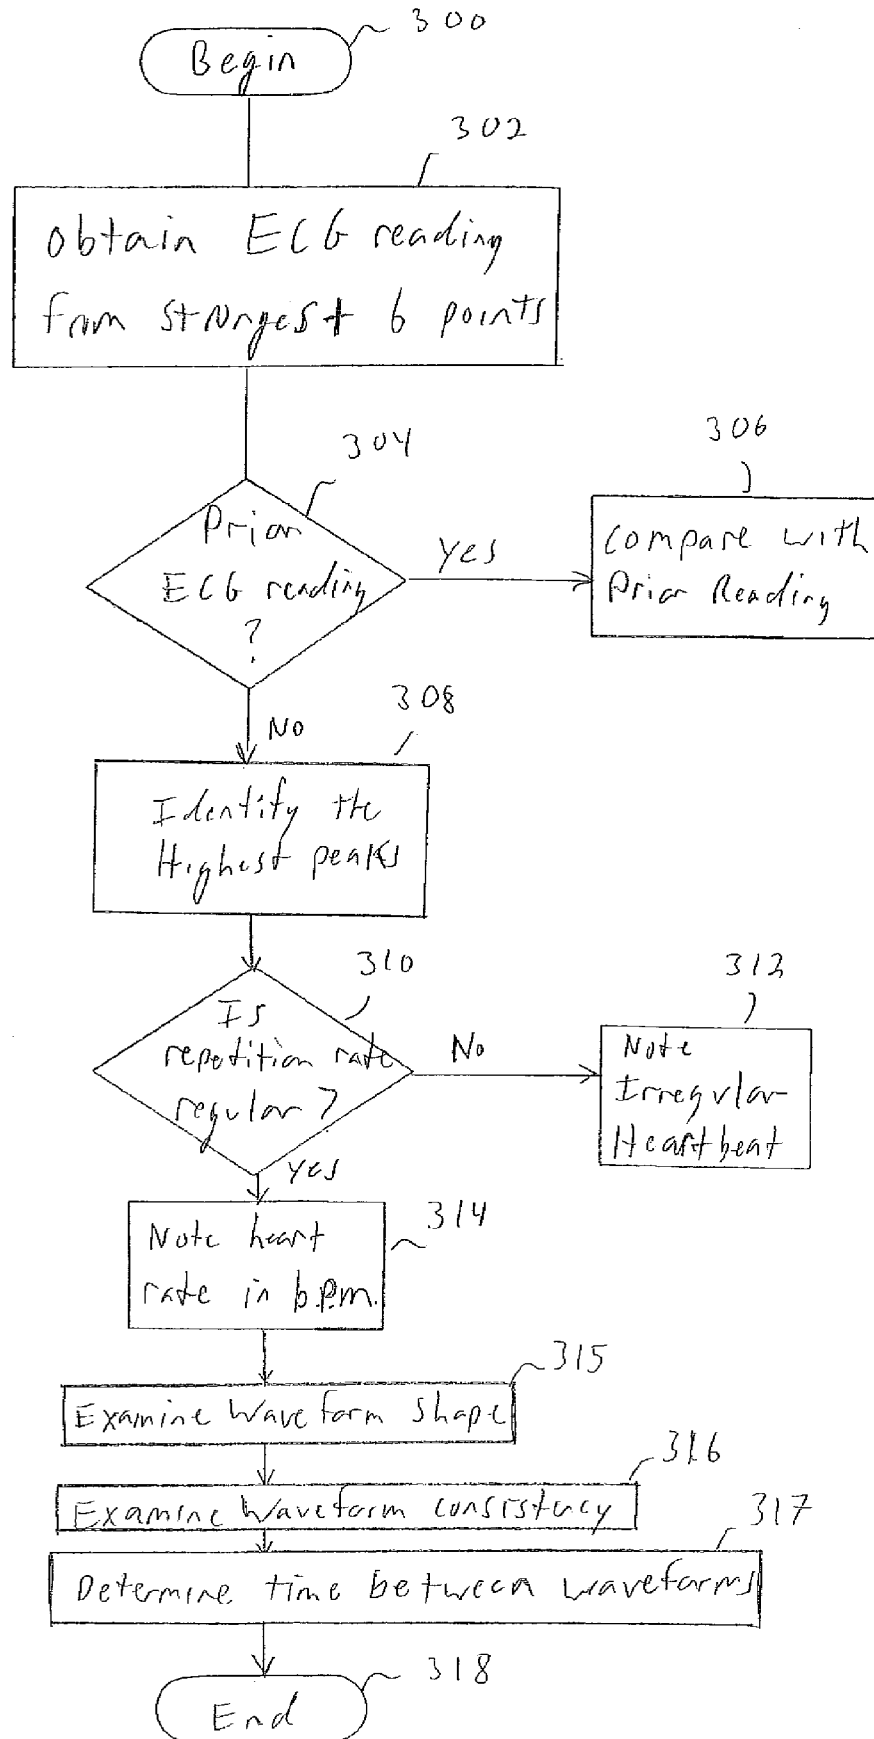 300
Begin
302
Obtain ECG reading
from strongest 6 points
304
Prior
ECG reading
?
Yes
306
Compare with
Prior Reading
No
308
Identify the
Highest peaks
310
Is
repetition rate
regular?
No
312
Note
Irregular
Heartbeat
Yes
314
Note heart
rate in b.p.m.
315
Examine Waveform Shape
316
Examine Waveform consistacy
317
Determine time between waveforms
318
End